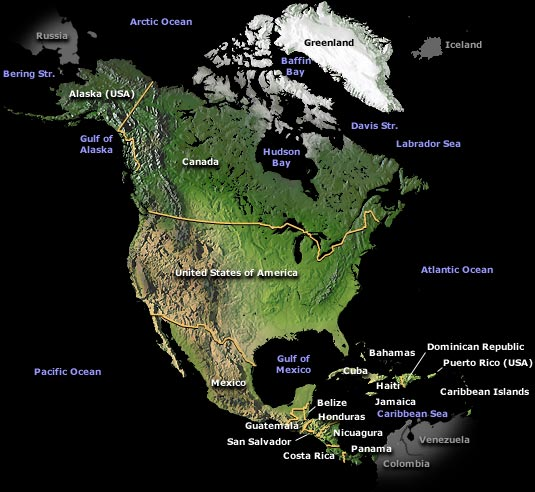 Arctic Ocean
Russia
Greenland
Iceland
Baffin
Bay
Bering Str.
Alaska (USA)
Davis Str.
Gulf of
Alaska
Labrador Sea
Hudson
Bay
Canada
United States of America
Atlantic Ocean
Pacific Ocean
Gulf of
Mexico
Bahamas
Dominican Republic
Puerto Rico (USA)
Cuba
Mexico
Haiti
Caribbean Islands
Belize
Jamaica
Honduras
Caribbean Sea
Guatemala
Nicuagura
San Salvador
Venezuela
Panama
Costa Rica
Colombia